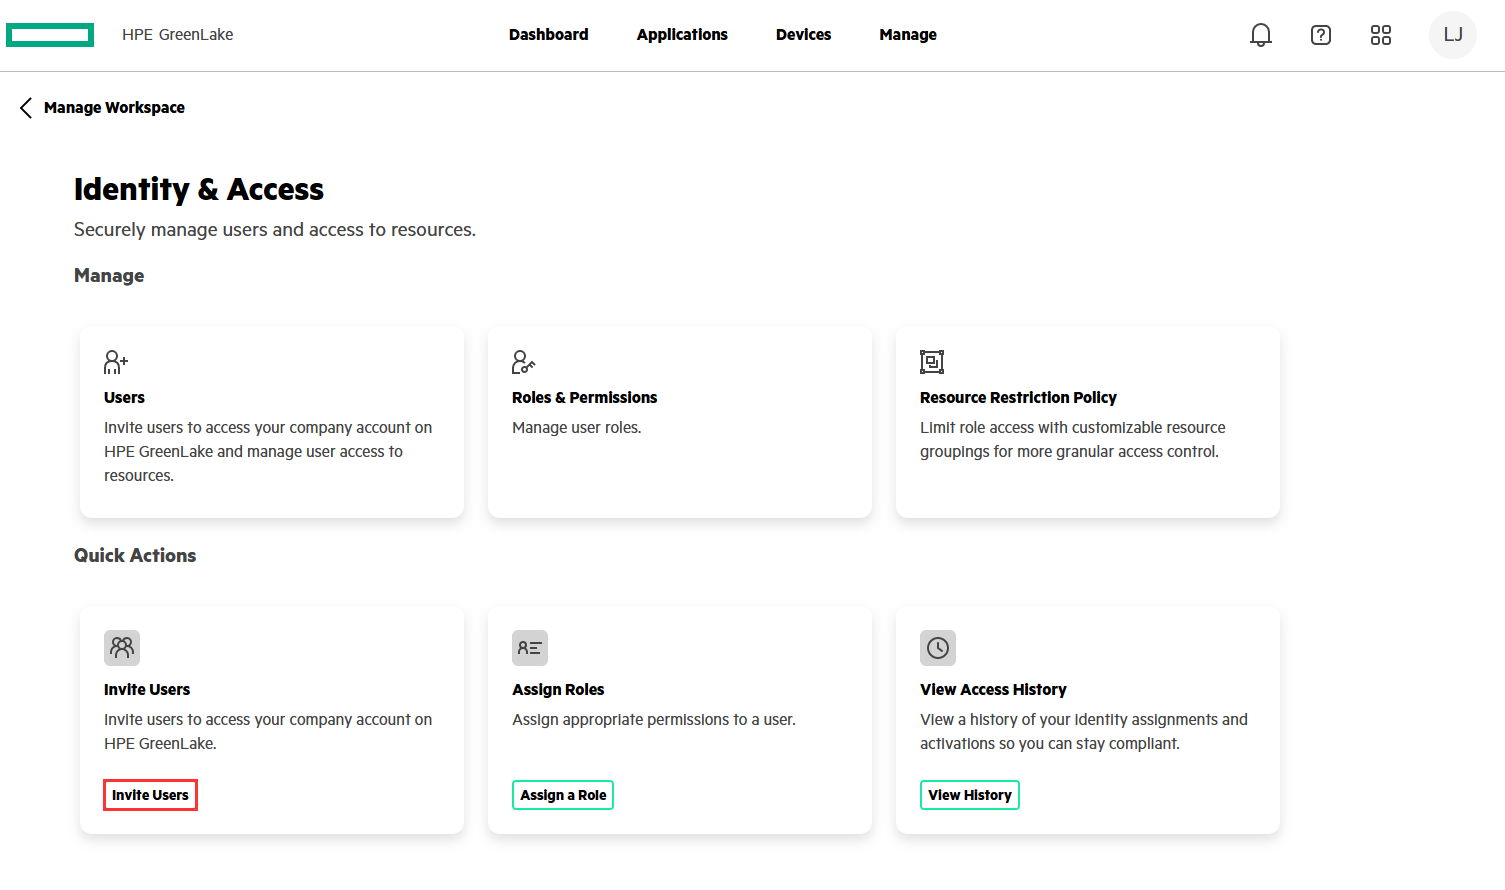 HPE GreenLake
Dashboard
Applications
Devices
Manage
?
LJ
Manage Workspace
Identity & Access
Securely manage users and access to resources.
Manage
Users
Invite users to access your company account on
HPE GreenLake and manage user access to
resources.
Roles & Permissions
Manage user roles.
Resource Restriction Policy
Limit role access with customizable resource
groupings for more granular access control.
Quick Actions
Invite Users
Invite users to access your company account on
HPE GreenLake.
Invite Users
Assign Roles
Assign appropriate permissions to a user.
Assign a Role
View Access History
View a history of your identity assignments and
activations so you can stay compliant.
View History